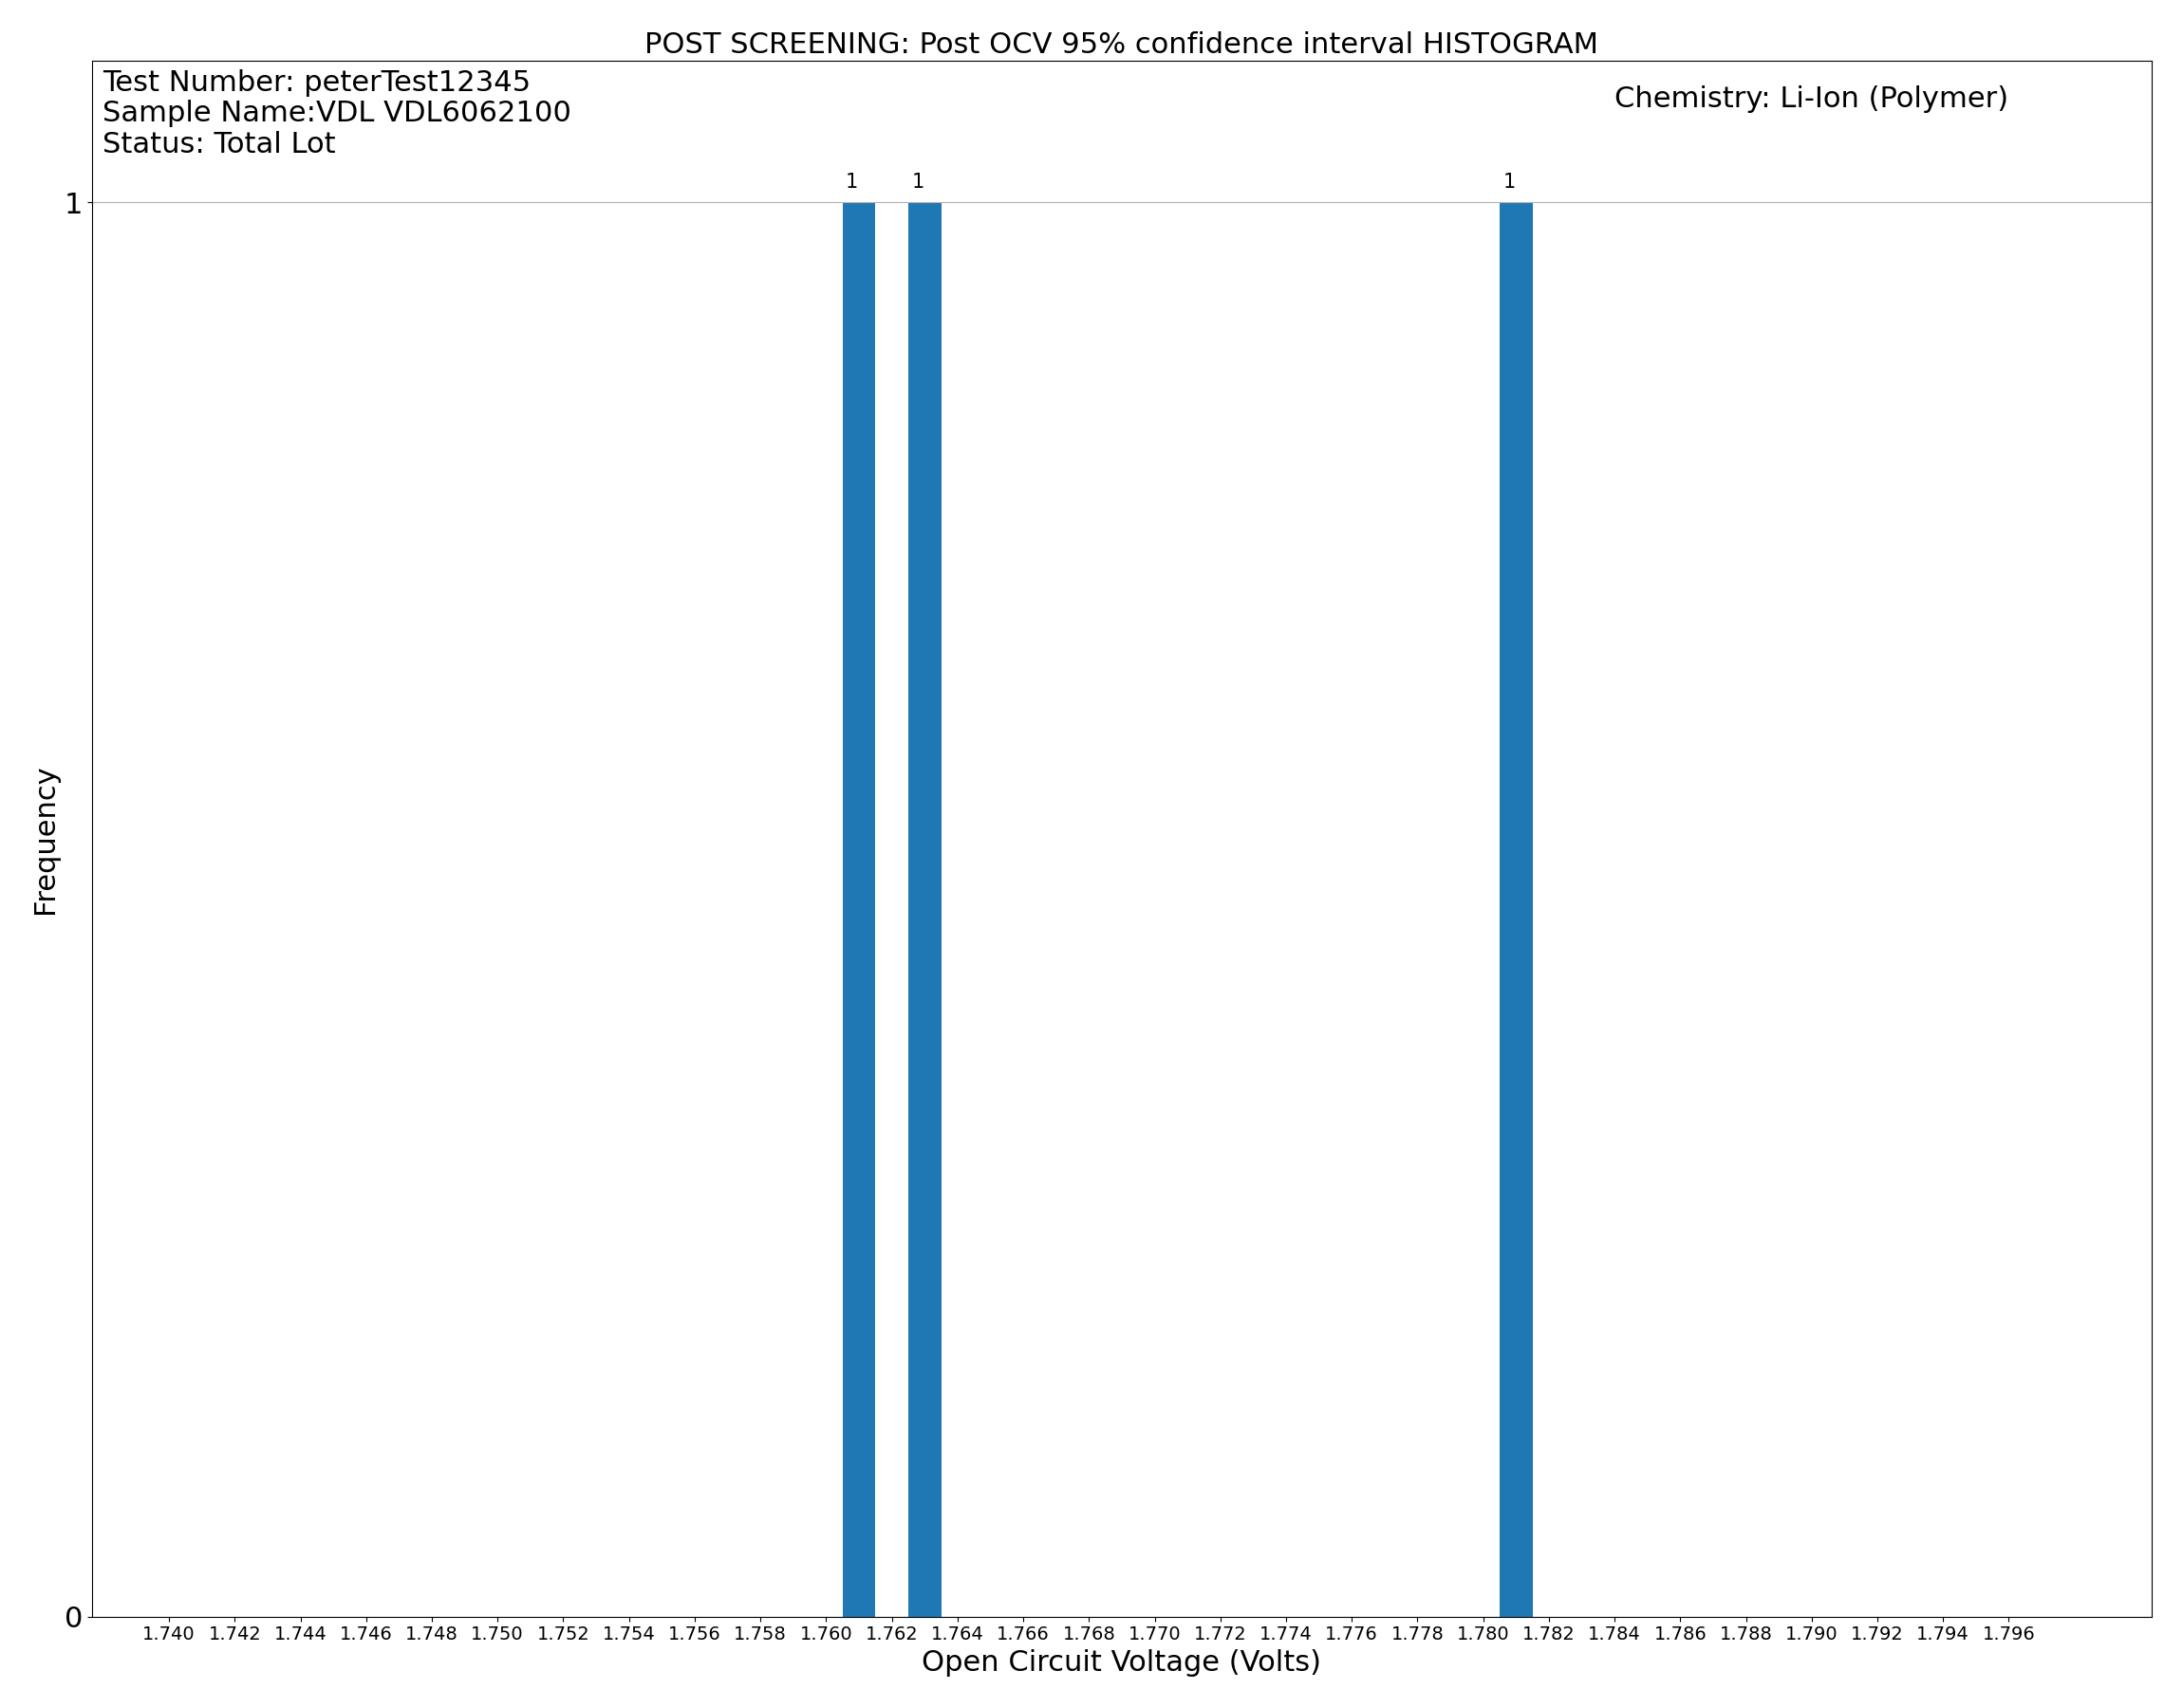 POST SCREENING: Post OCV 95% confidence interval HISTOGRAM
Test Number: peterTest12345
Sample Name:VDL VDL6062100
Status: Total Lot
Chemistry: Li-Ion (Polymer)
1 1 1
1
Frequency
0
1.740 1.742 1.744 1.746 1.748 1.750 1.752 1.754 1.756 1.758 1.760 1.762 1.764 1.766 1.768 1.770 1.772 1.774 1.776 1.778 1.780 1.782 1.784 1.786 1.788 1.790 1.792 1.794 1.796
Open Circuit Voltage (Volts)